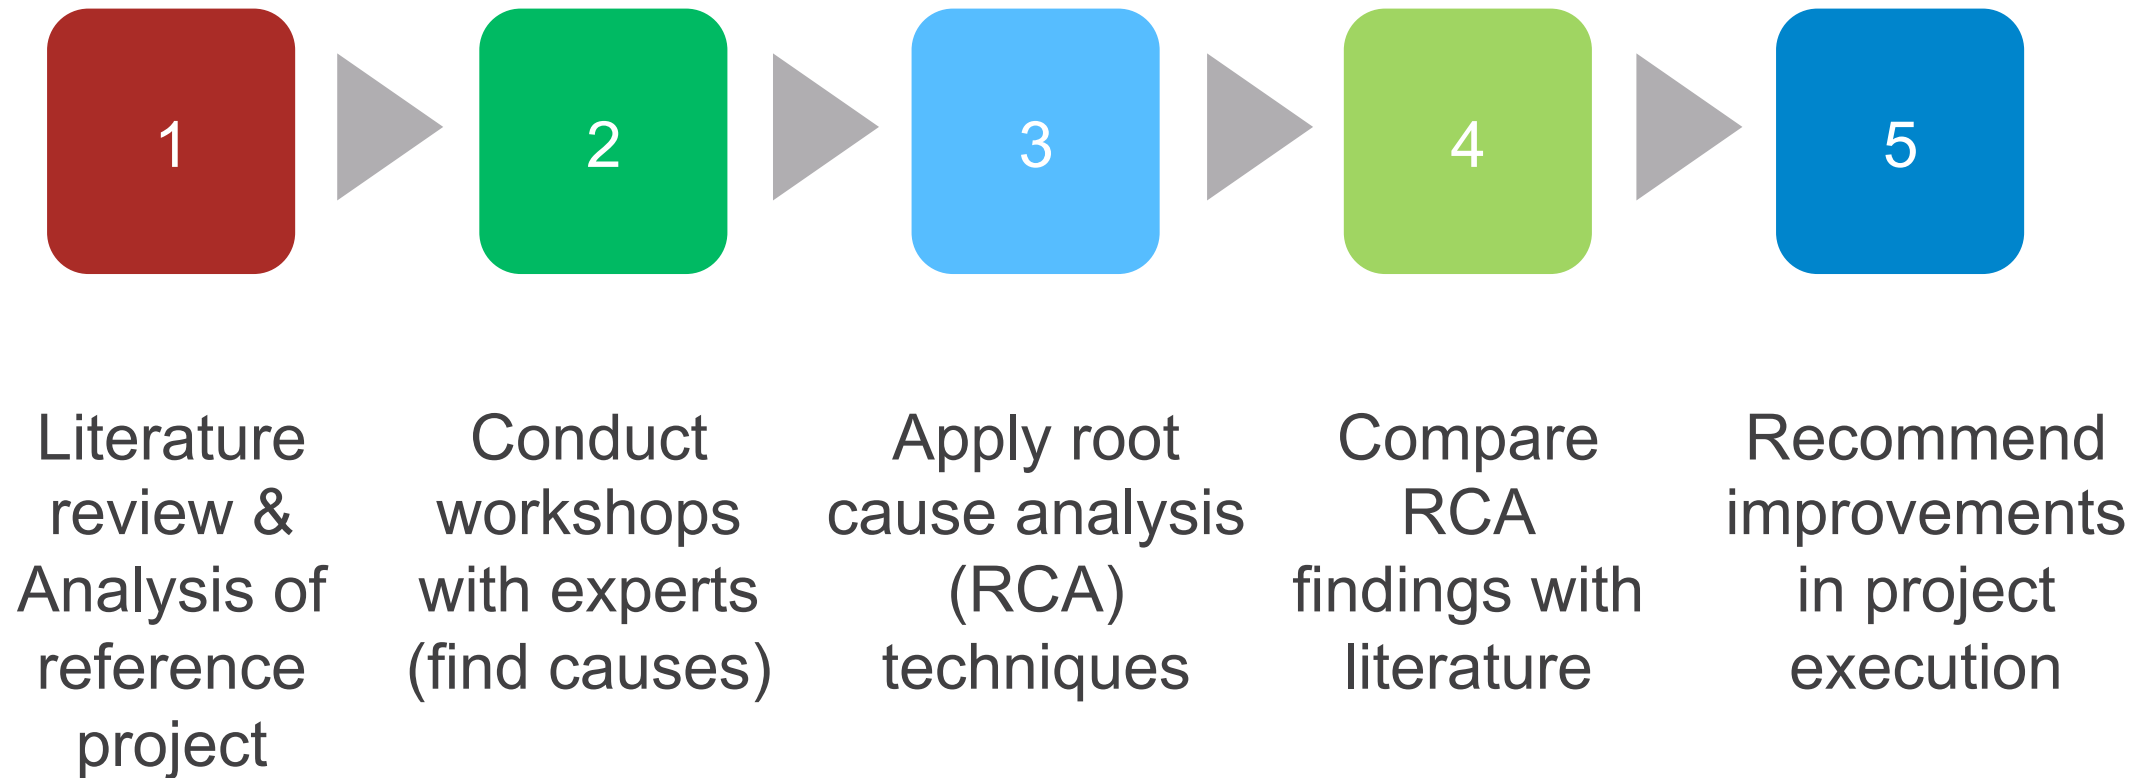 1
2
3
4
5
Literature
review &
Analysis of
reference
project
Conduct
workshops
with experts
(find causes)
Apply root
cause analysis
(RCA)
techniques
Compare
RCA
findings with
literature
Recommend
improvements
in project
execution